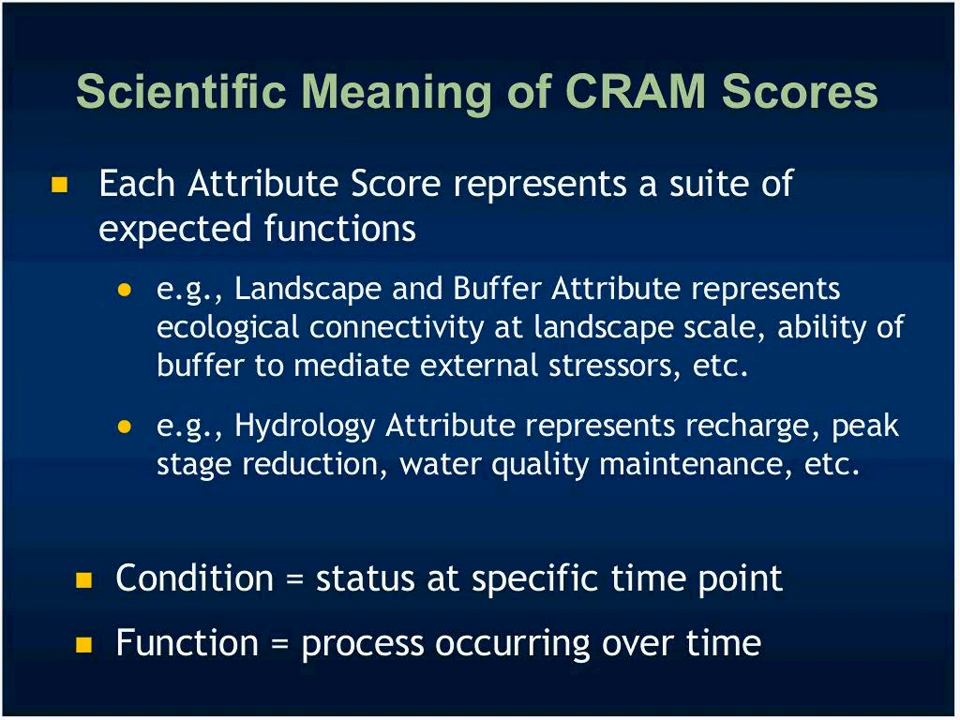 Scientific Meaning of CRAM Scores
Each Attribute Score represents a suite of
expected functions
e.g., Landscape and Buffer Attribute represents
ecological connectivity at landscape scale, ability of
buffer to mediate external stressors, etc.
e.g., Hydrology Attribute represents recharge, peak
stage reduction, water quality maintenance, etc.
Condition = status at specific time point
Function = process occurring over time